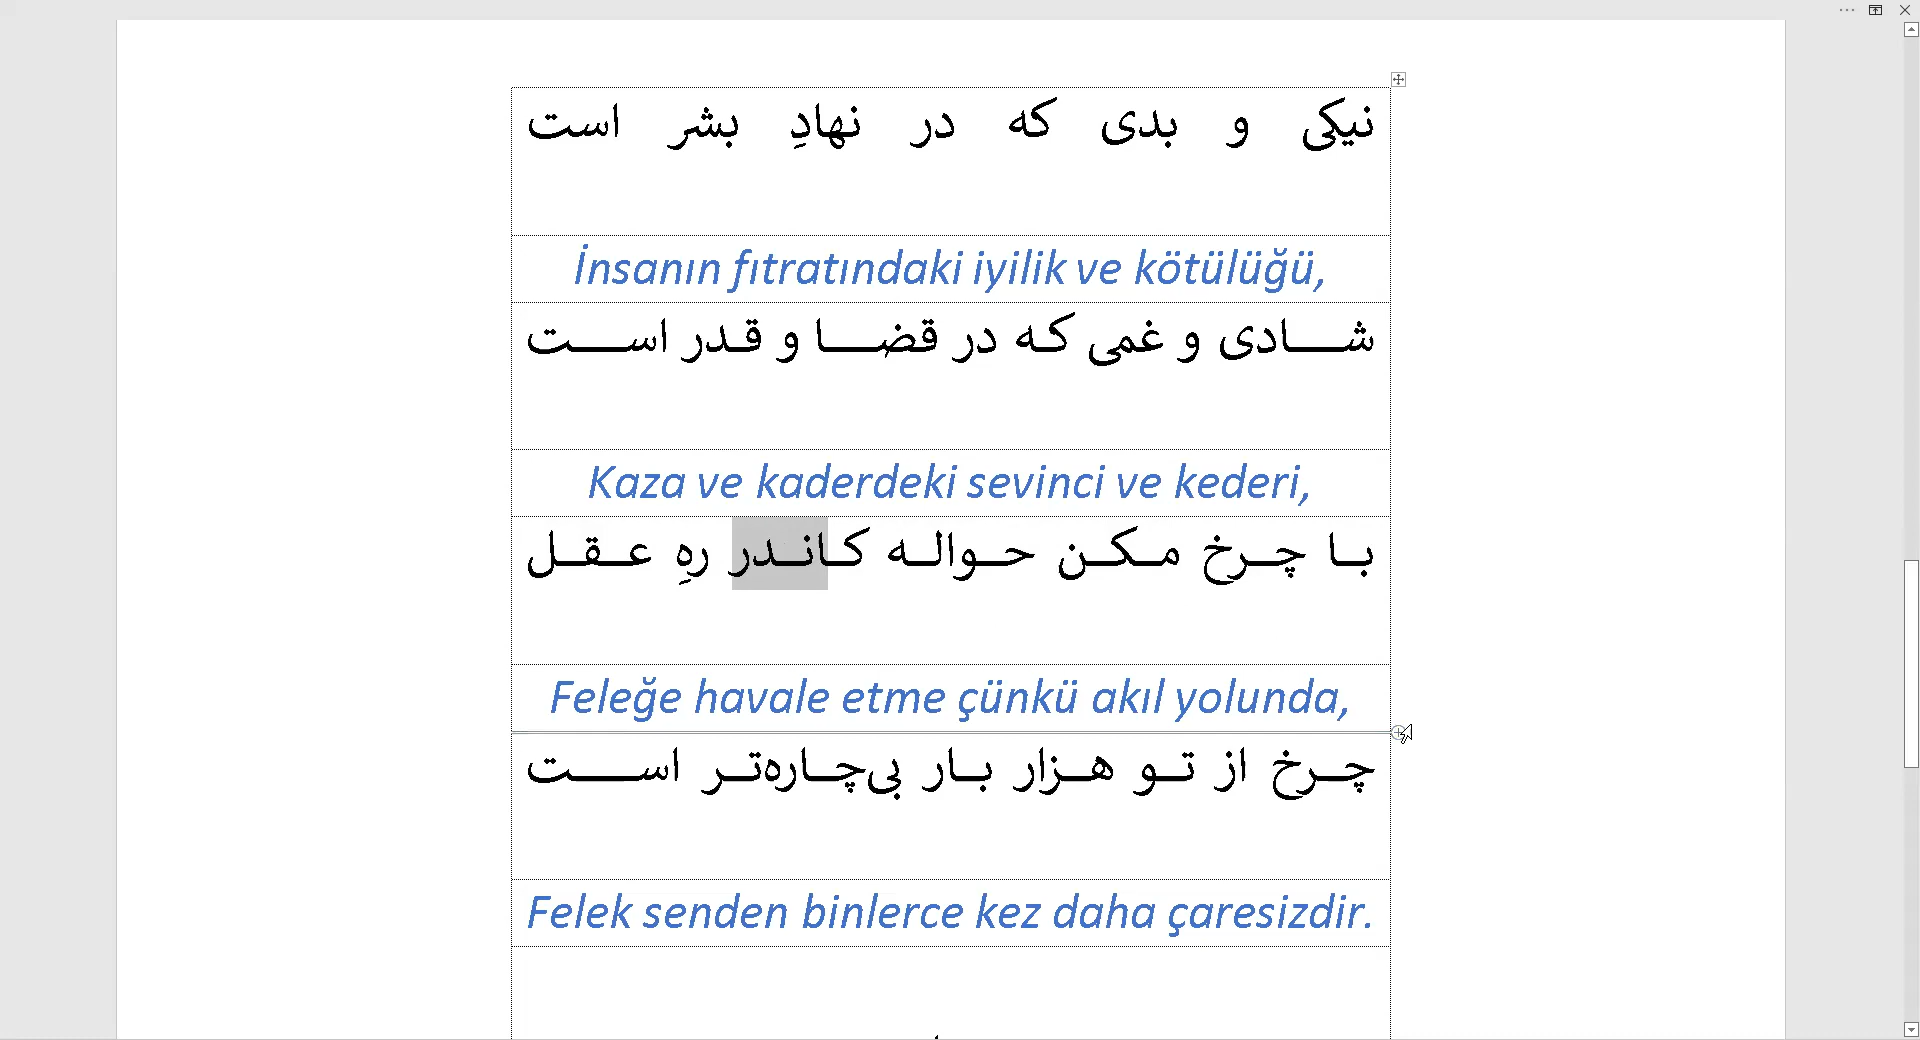 نیکی و بدی که در نهادِ بشر است
İnsanın fıtratındaki iyilik ve kötülüğü,
شـــادی و غمی کـه در قضـــا و قـدر اســـت
Kaza ve kaderdeki sevinci ve kederi,
بـا چـرخ مـکـن حـوالـه کـانـدر رهِ عـقـل
Feleğe havale etme çünkü akıl yolunda,
چـرخ از تـو هـزار بـار بی‌چـاره‌تـر اســـت
Felek senden binlerce kez daha çaresizdir.